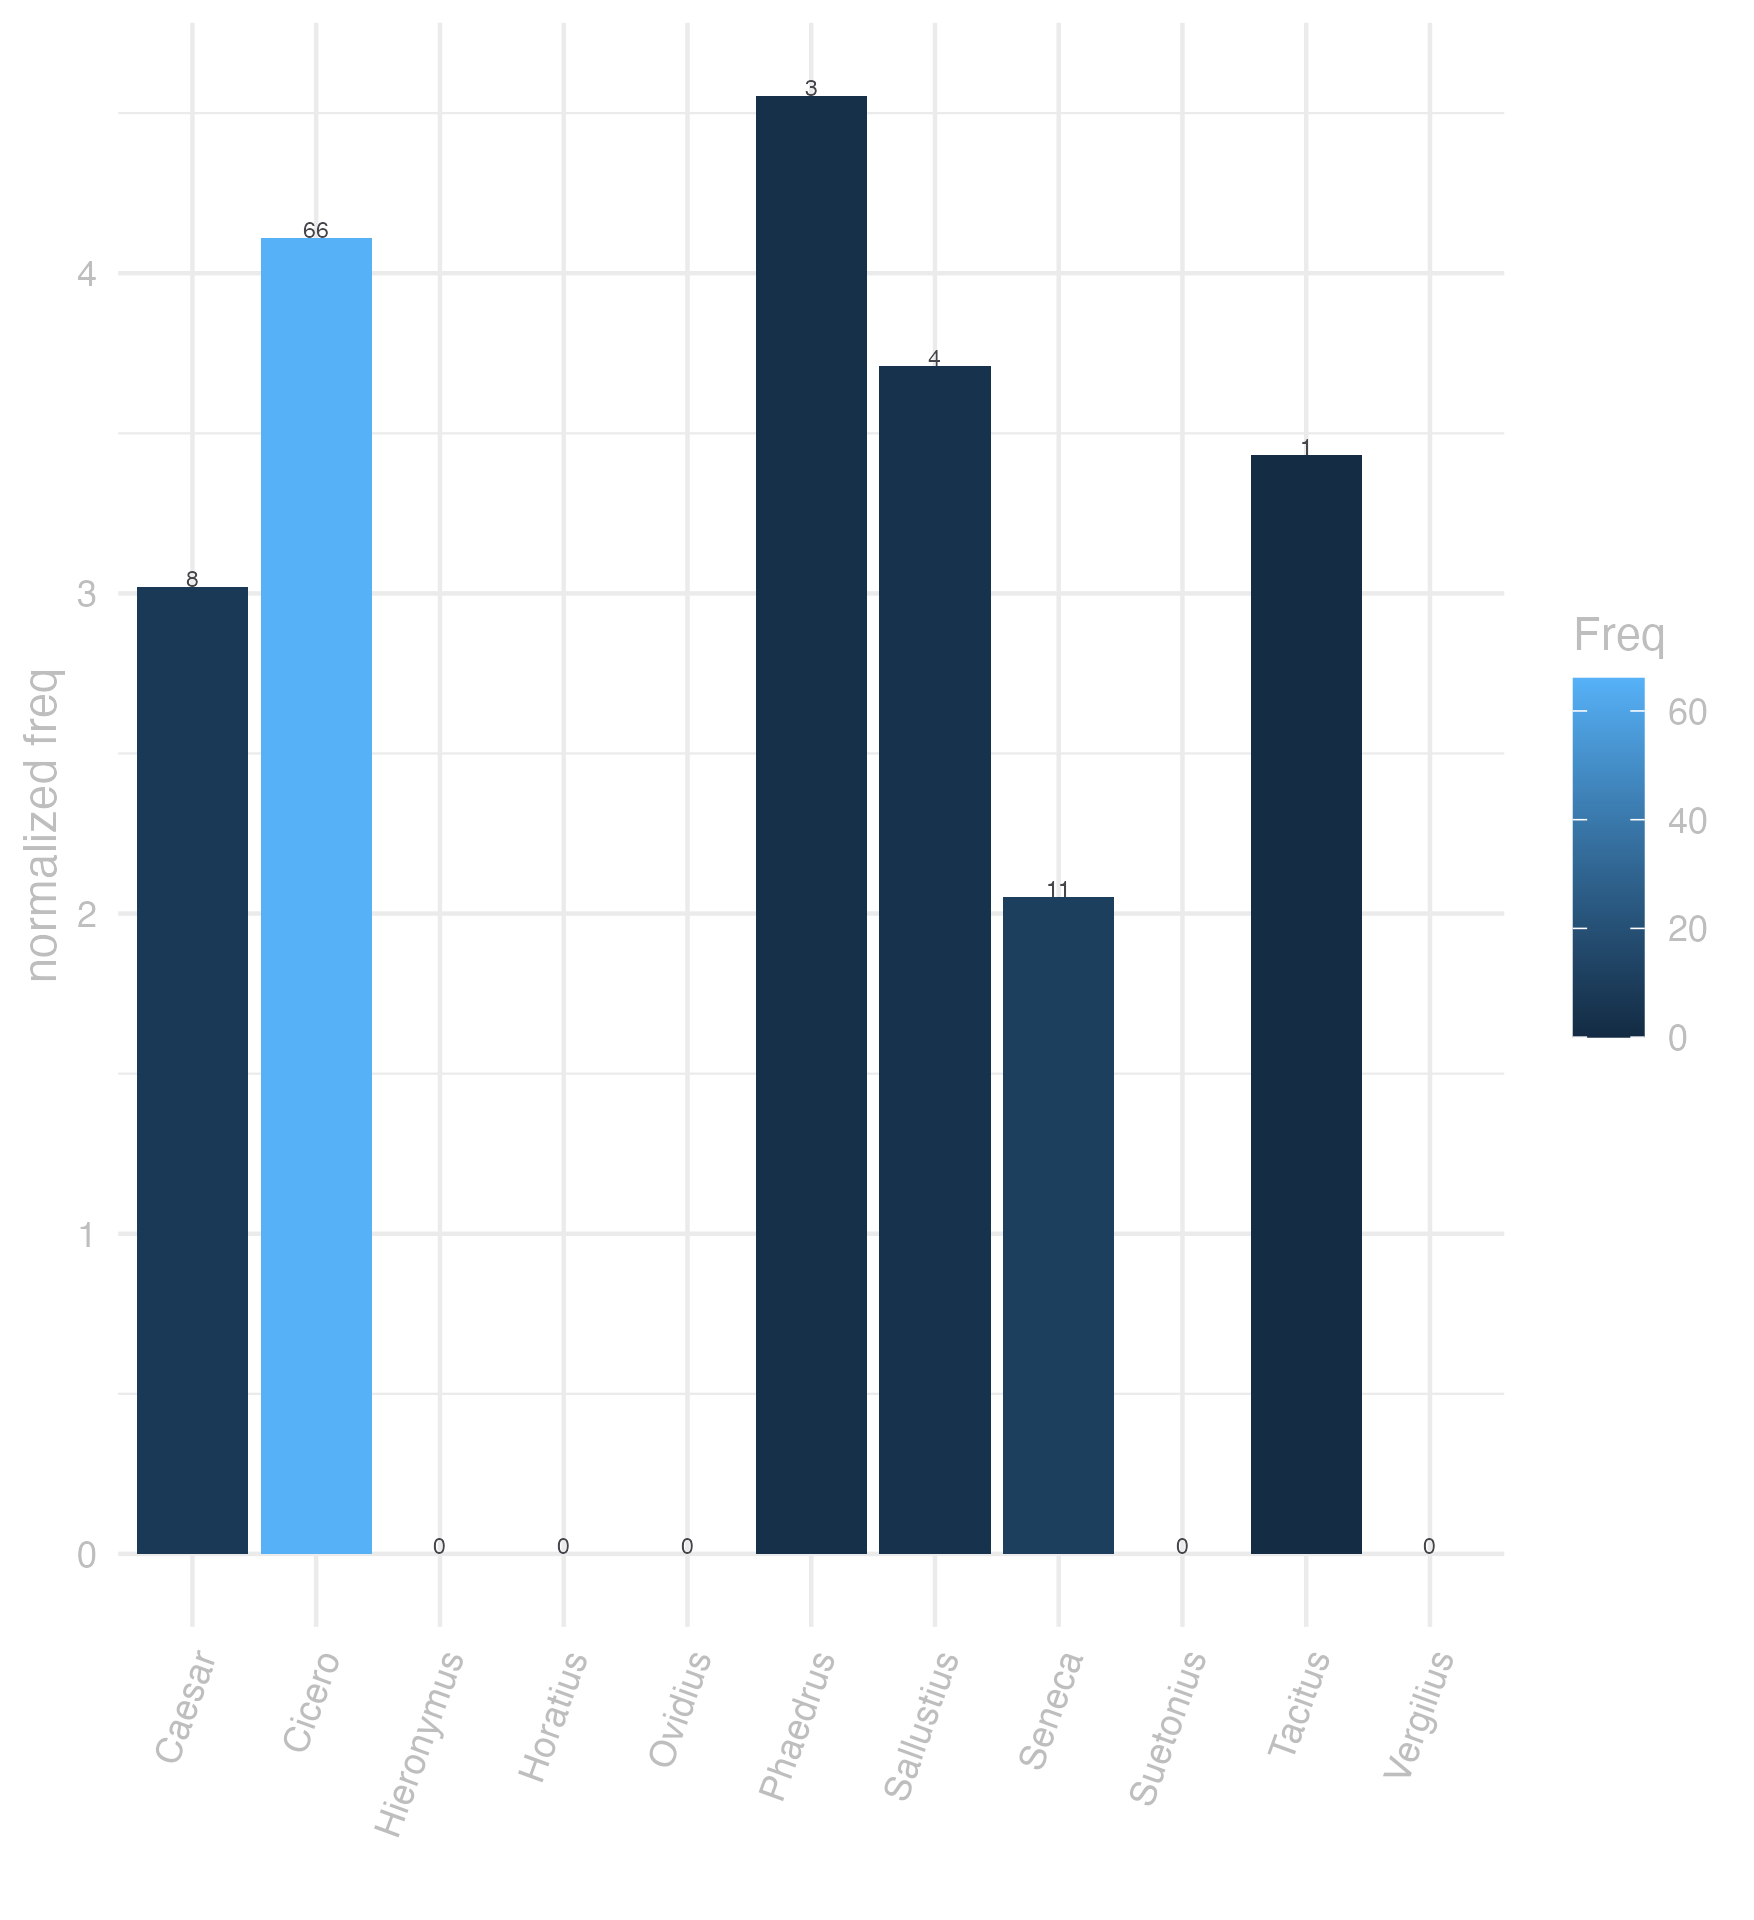 3
66
4
4
1
8
3
11
2
1
0
0
0
0
0
0
normalized freq
Caesar
Cicero
Hieronymus
Horatius
Ovidius
Phaedrus
Sallustius
Seneca
Suetonius
Tacitus
Vergilius
Freq
60
40
20
0